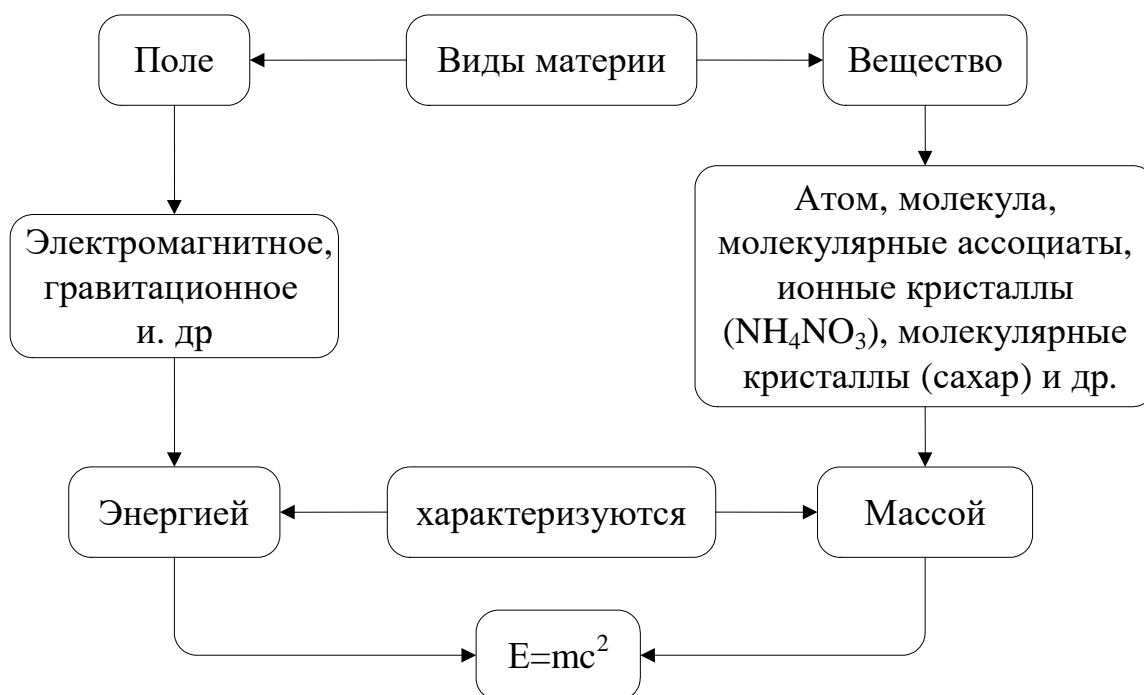 Поле
Виды материи
Вещество
Электромагнитное,
гравитационное
и. др
Атом, молекула,
молекулярные ассоциаты,
ионные кристаллы
(NH₄NO₃), молекулярные
кристаллы (сахар) и др.
Энергией
характеризуются
Массой
E=mc²